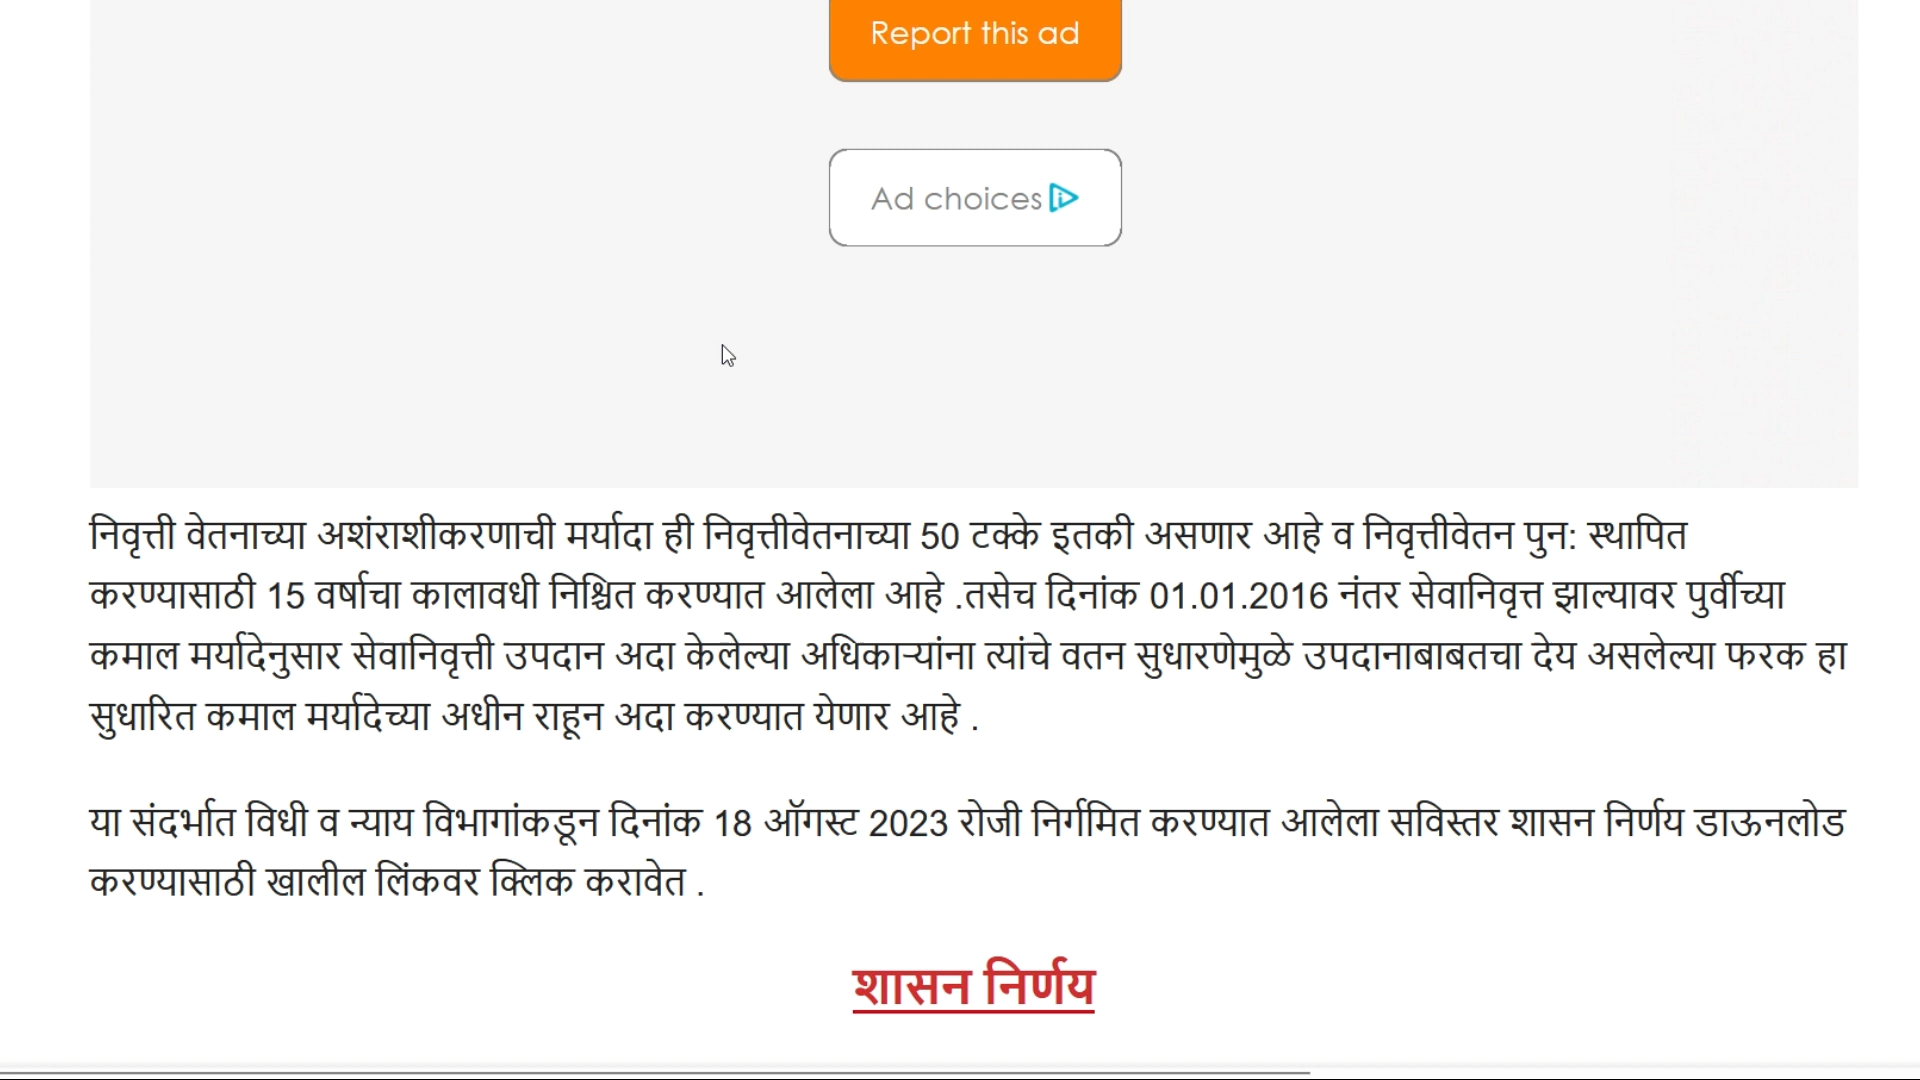 Report this ad
Ad choices
निवृत्ती वेतनाच्या अशंराशीकरणाची मर्यादा ही निवृत्तीवेतनाच्या 50 टक्के इतकी असणार आहे व निवृत्तीवेतन पुन: स्थापित
करण्यासाठी 15 वर्षाचा कालावधी निश्चित करण्यात आलेला आहे .तसेच दिनांक 01.01.2016 नंतर सेवानिवृत्त झाल्यावर पुर्वीच्या
कमाल मर्यादेनुसार सेवानिवृत्ती उपदान अदा केलेल्या अधिकाऱ्यांना त्यांचे वतन सुधारणेमुळे उपदानाबाबतचा देय असलेल्या फरक हा
सुधारित कमाल मर्यादेच्या अधीन राहून अदा करण्यात येणार आहे .
या संदर्भात विधी व न्याय विभागांकडून दिनांक 18 ऑगस्ट 2023 रोजी निर्गमित करण्यात आलेला सविस्तर शासन निर्णय डाऊनलोड
करण्यासाठी खालील लिंकवर क्लिक करावेत .
शासन निर्णय